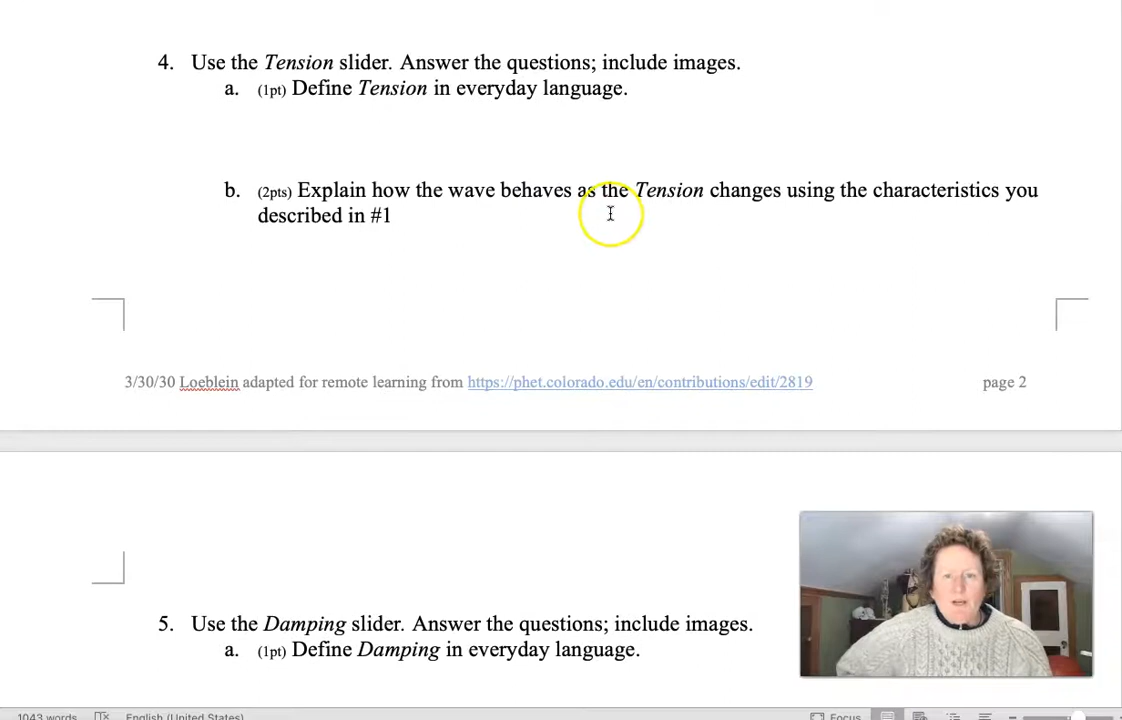 4. Use the Tension slider. Answer the questions; include images.
a. (1pt) Define Tension in everyday language.
b. (2pts) Explain how the wave behaves as the Tension changes using the characteristics you
described in #1
3/30/30 Loeblein adapted for remote learning from https://phet.colorado.edu/en/contributions/edit/2819 page 2
5. Use the Damping slider. Answer the questions; include images.
a. (1pt) Define Damping in everyday language.
1043 words English (United States) Focus